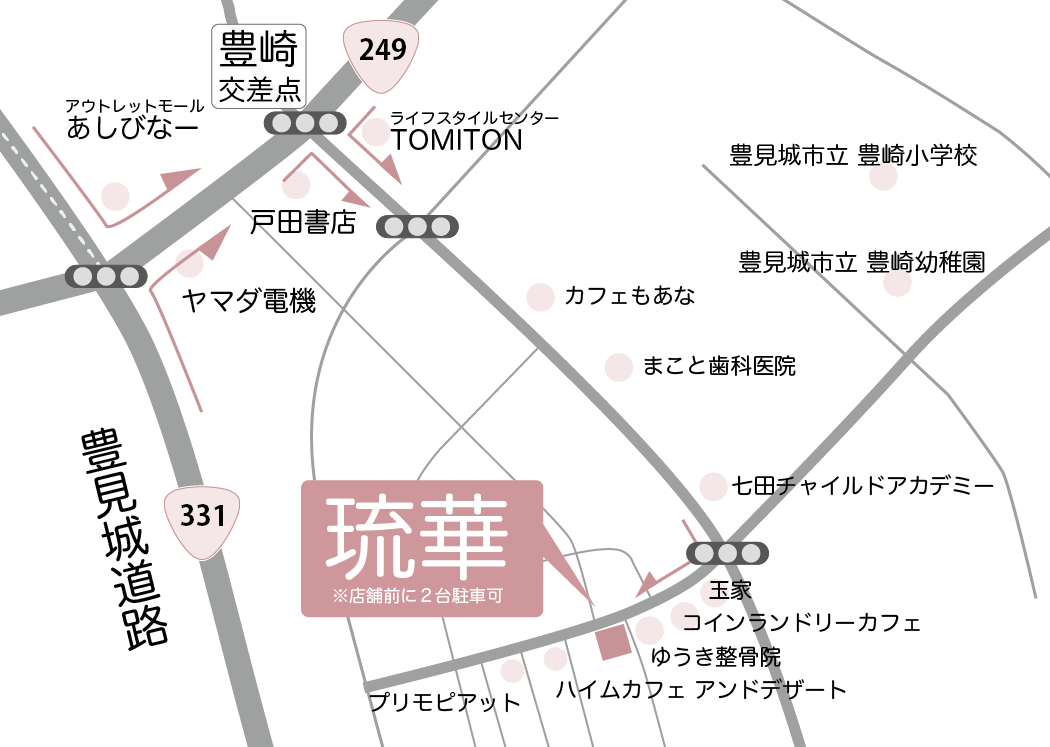 豊崎
交差点
249
アウトレットモール
あしびなー
ライフスタイルセンター
TOMITON
豊見城市立 豊崎小学校
戸田書店
豊見城市立 豊崎幼稚園
ヤマダ電機
カフェもあな
まこと歯科医院
豊見城道路
331
七田チャイルドアカデミー
琉華
※店舗前に２台駐車可
玉家
コインランドリーカフェ
ゆうき整骨院
ハイムカフェ アンドデザート
プリモピアット